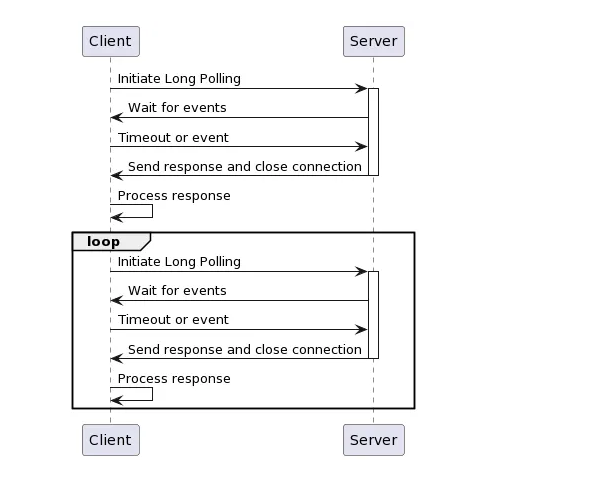 Client Server
Initiate Long Polling
Wait for events
Timeout or event
Send response and close connection
Process response
loop
Initiate Long Polling
Wait for events
Timeout or event
Send response and close connection
Process response
Client Server